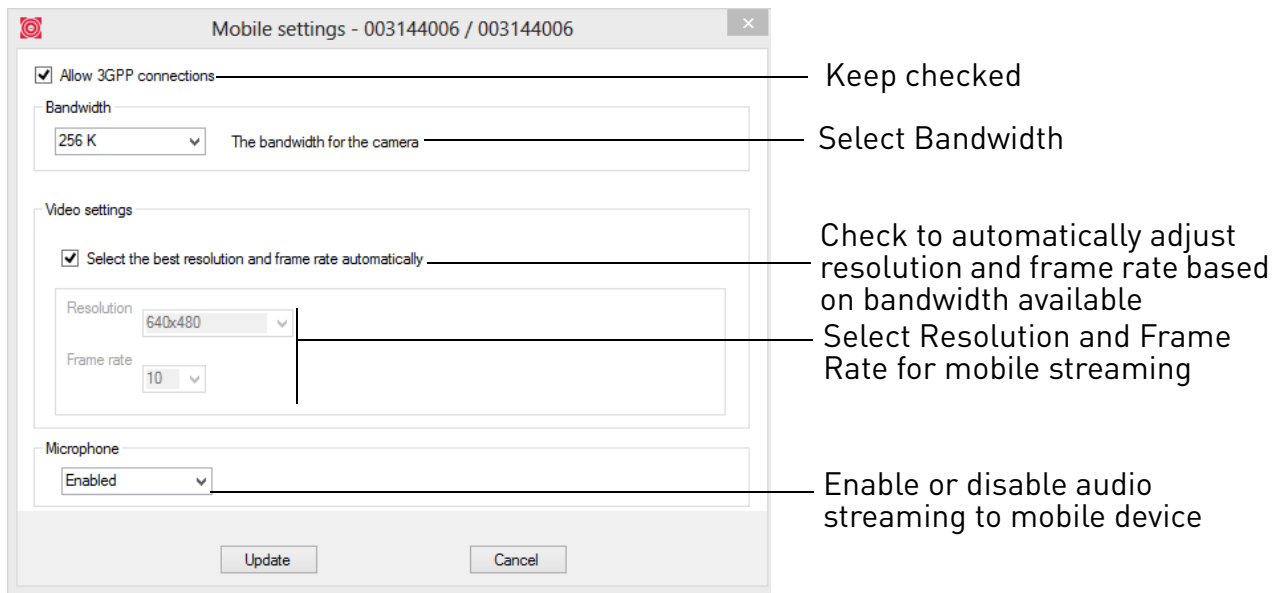 Mobile settings - 003144006 / 003144006
Allow 3GPP connections
Keep checked
Bandwidth
256 K
The bandwidth for the camera
Select Bandwidth
Video settings
Select the best resolution and frame rate automatically
Check to automatically adjust
resolution and frame rate based
on bandwidth available
Resolution
640x480
Frame rate
10
Select Resolution and Frame
Rate for mobile streaming
Microphone
Enabled
Enable or disable audio
streaming to mobile device
Update
Cancel